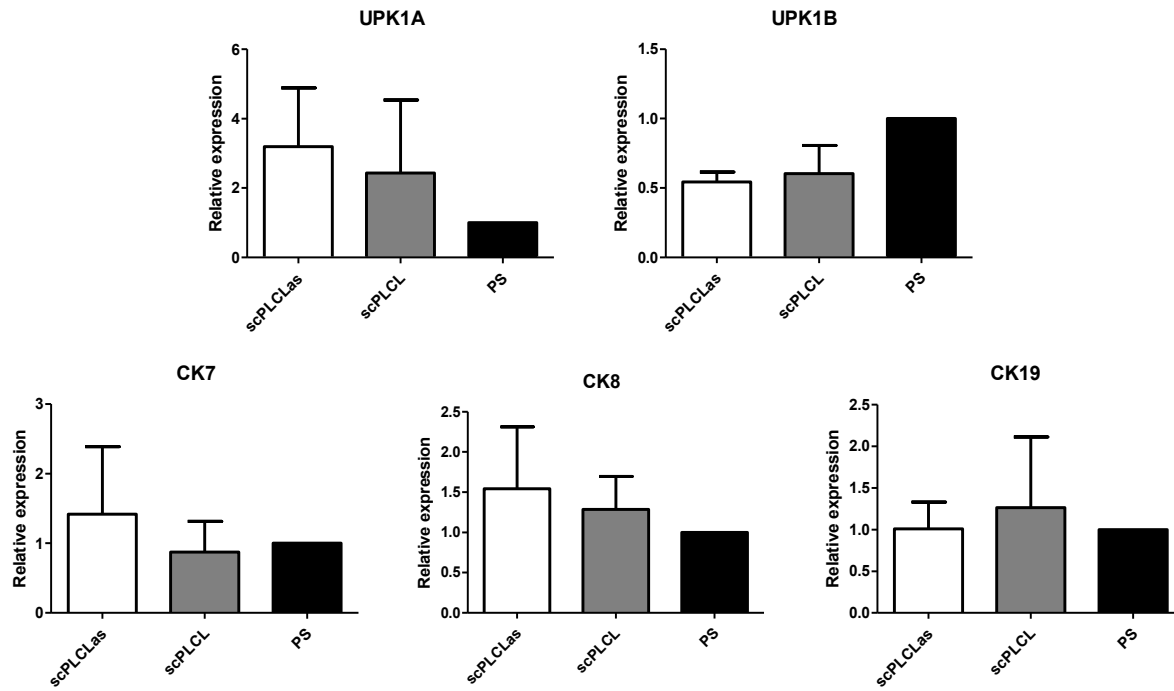 UPK1A
UPK1B
Relative expression
6
4
2
0
scPLCLas
scPLCL
PS
Relative expression
1.5
1.0
0.5
0.0
scPLCLas
scPLCL
PS
CK7
CK8
CK19
Relative expression
3
2
1
0
scPLCLas
scPLCL
PS
Relative expression
2.5
2.0
1.5
1.0
0.5
0.0
scPLCLas
scPLCL
PS
Relative expression
2.5
2.0
1.5
1.0
0.5
0.0
scPLCLas
scPLCL
PS